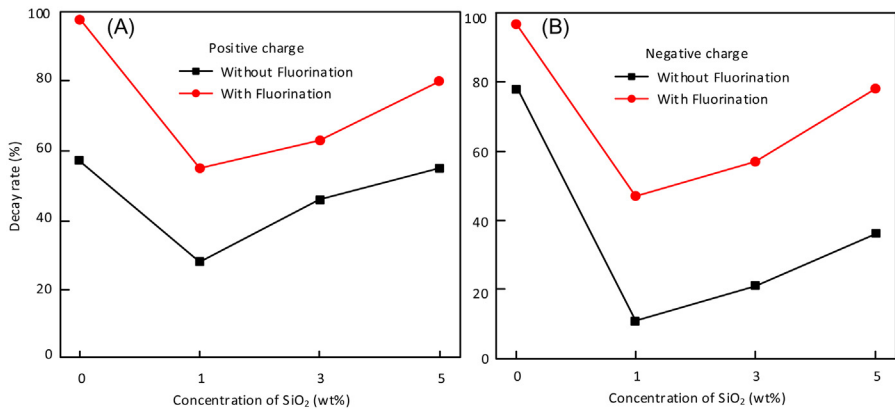 (A)
Positive charge
Without Fluorination
With Fluorination
Decay rate (%)
100
80
60
40
20
0
0 1 3 5
Concentration of SiO₂ (wt%)
(B)
Negative charge
Without Fluorination
With Fluorination
100
80
60
40
20
0
0 1 3 5
Concentration of SiO₂ (wt%)